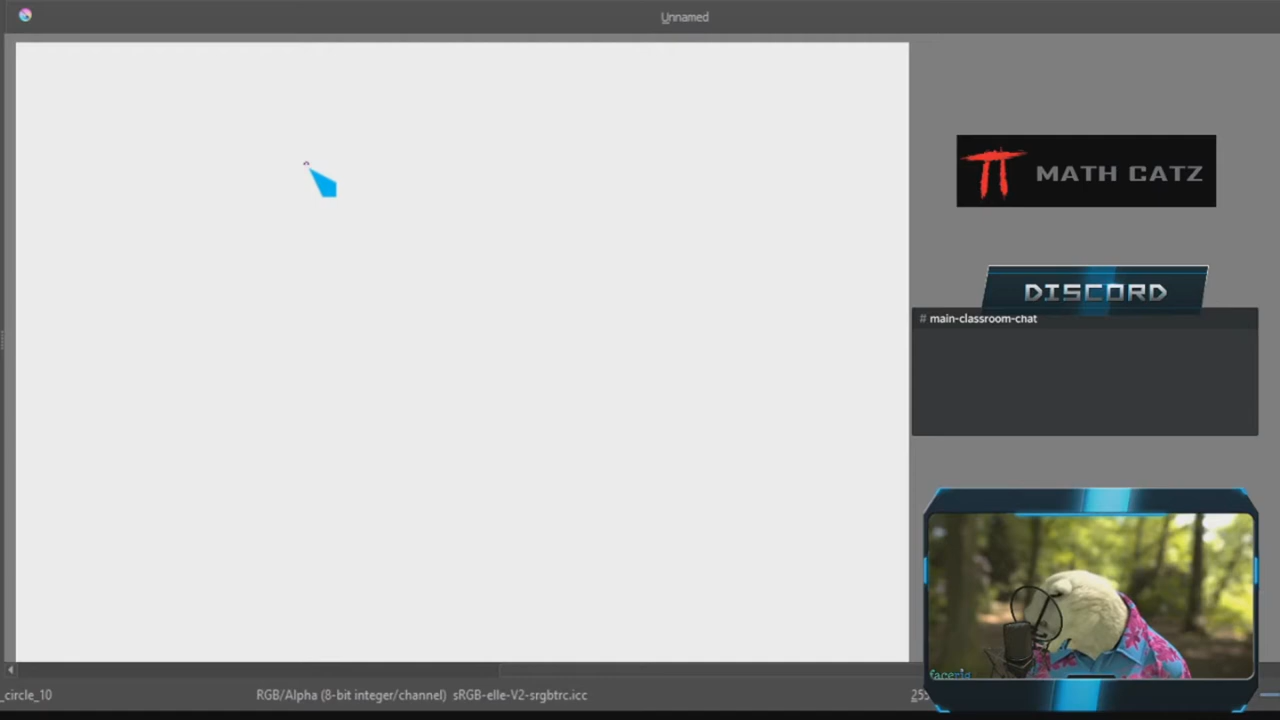 Unnamed
MATH CATZ
DISCORD
# main-classroom-chat
facerig
_circle_10
RGB/Alpha (8-bit integer/channel) sRGB-elle-V2-srgbtrc.icc